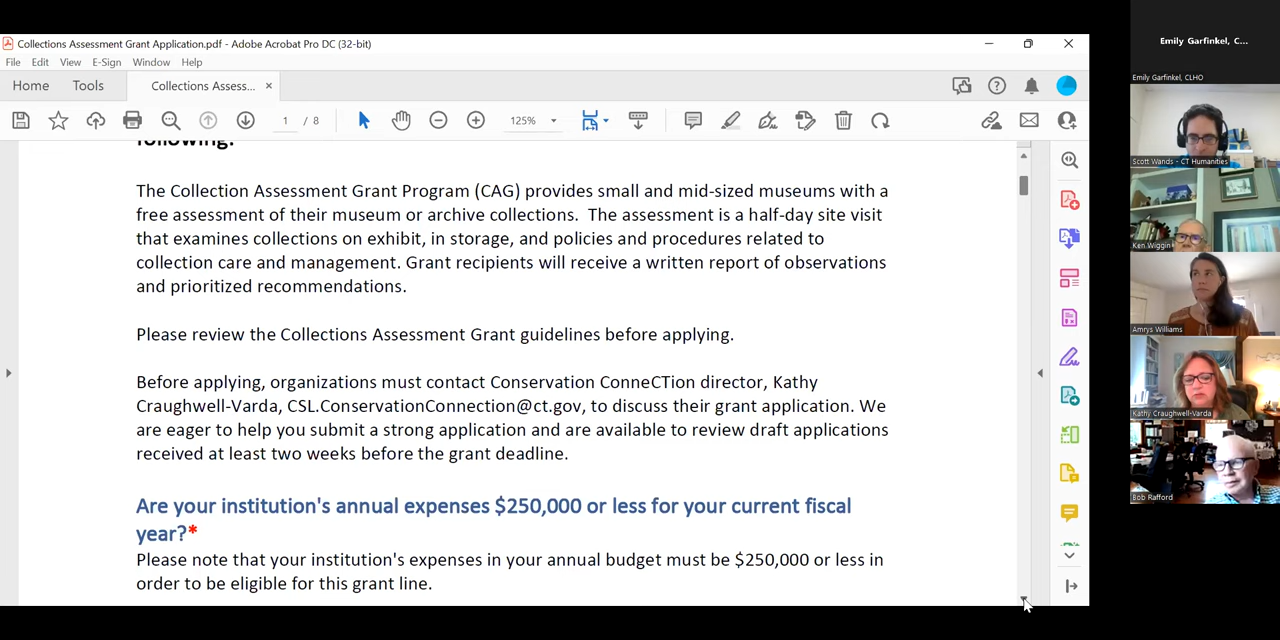 Collections Assessment Grant Application.pdf - Adobe Acrobat Pro DC (32-bit)
File Edit View E-Sign Window Help
Home Tools Collections Assess... ×
1 / 8 125%
following:
The Collection Assessment Grant Program (CAG) provides small and mid-sized museums with a
free assessment of their museum or archive collections. The assessment is a half-day site visit
that examines collections on exhibit, in storage, and policies and procedures related to
collection care and management. Grant recipients will receive a written report of observations
and prioritized recommendations.
Please review the Collections Assessment Grant guidelines before applying.
Before applying, organizations must contact Conservation ConneCTion director, Kathy
Craughwell-Varda, CSL.ConservationConnection@ct.gov, to discuss their grant application. We
are eager to help you submit a strong application and are available to review draft applications
received at least two weeks before the grant deadline.
Are your institution's annual expenses $250,000 or less for your current fiscal
year?*
Please note that your institution's expenses in your annual budget must be $250,000 or less in
order to be eligible for this grant line.
Emily Garfinkel, C...
Emily Garfinkel, CLHO
Scott Wands - CT Humanities
Ken Wiggin
Amrys Williams
Kathy Craughwell-Varda
Bob Rafford